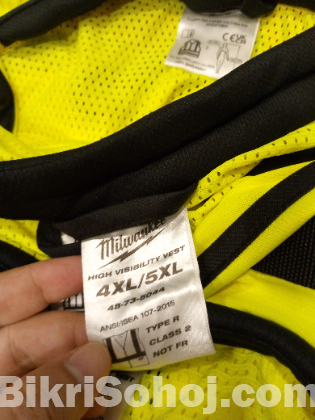 Milwaukee
HIGH VISIBILITY VEST
4XL/5XL
48-73-5044
ANSI/ISEA 107-2015
TYPE R
CLASS 2
NOT FR
BikriSohoj.com